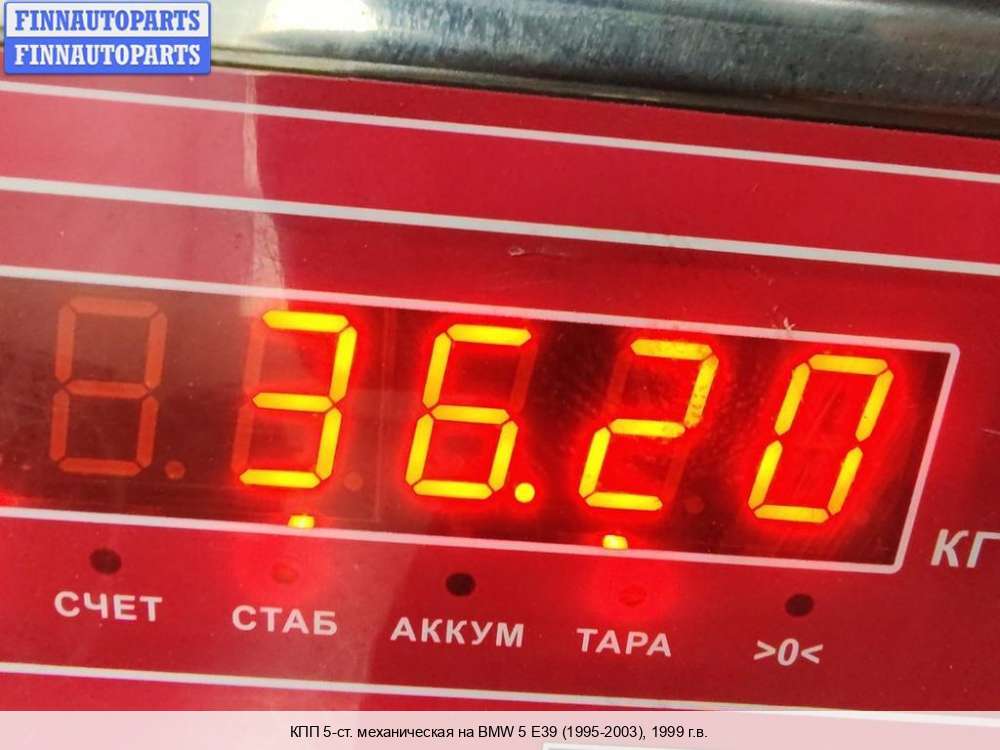 FINNAUTOPARTS
FINNAUTOPARTS
36.20
КГ
СЧЕТ СТАБ АККУМ ТАРА >0<
КПП 5-ст. механическая на BMW 5 E39 (1995-2003), 1999 г.в.